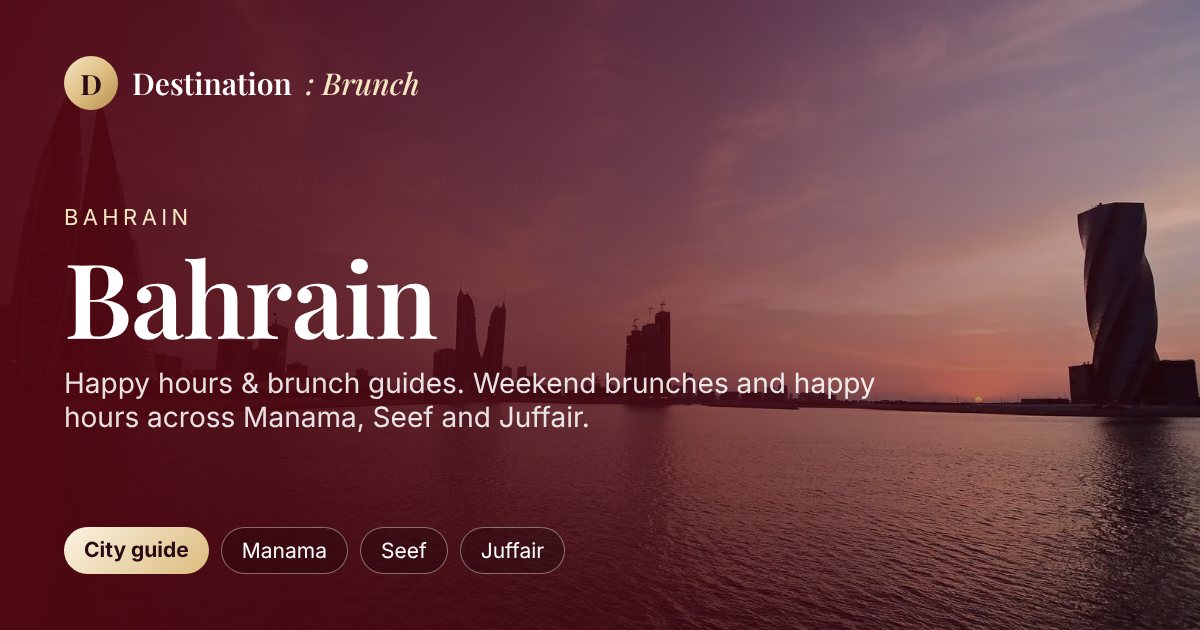 D Destination : Brunch
BAHRAIN
Bahrain
Happy hours & brunch guides. Weekend brunches and happy
hours across Manama, Seef and Juffair.
City guide Manama Seef Juffair